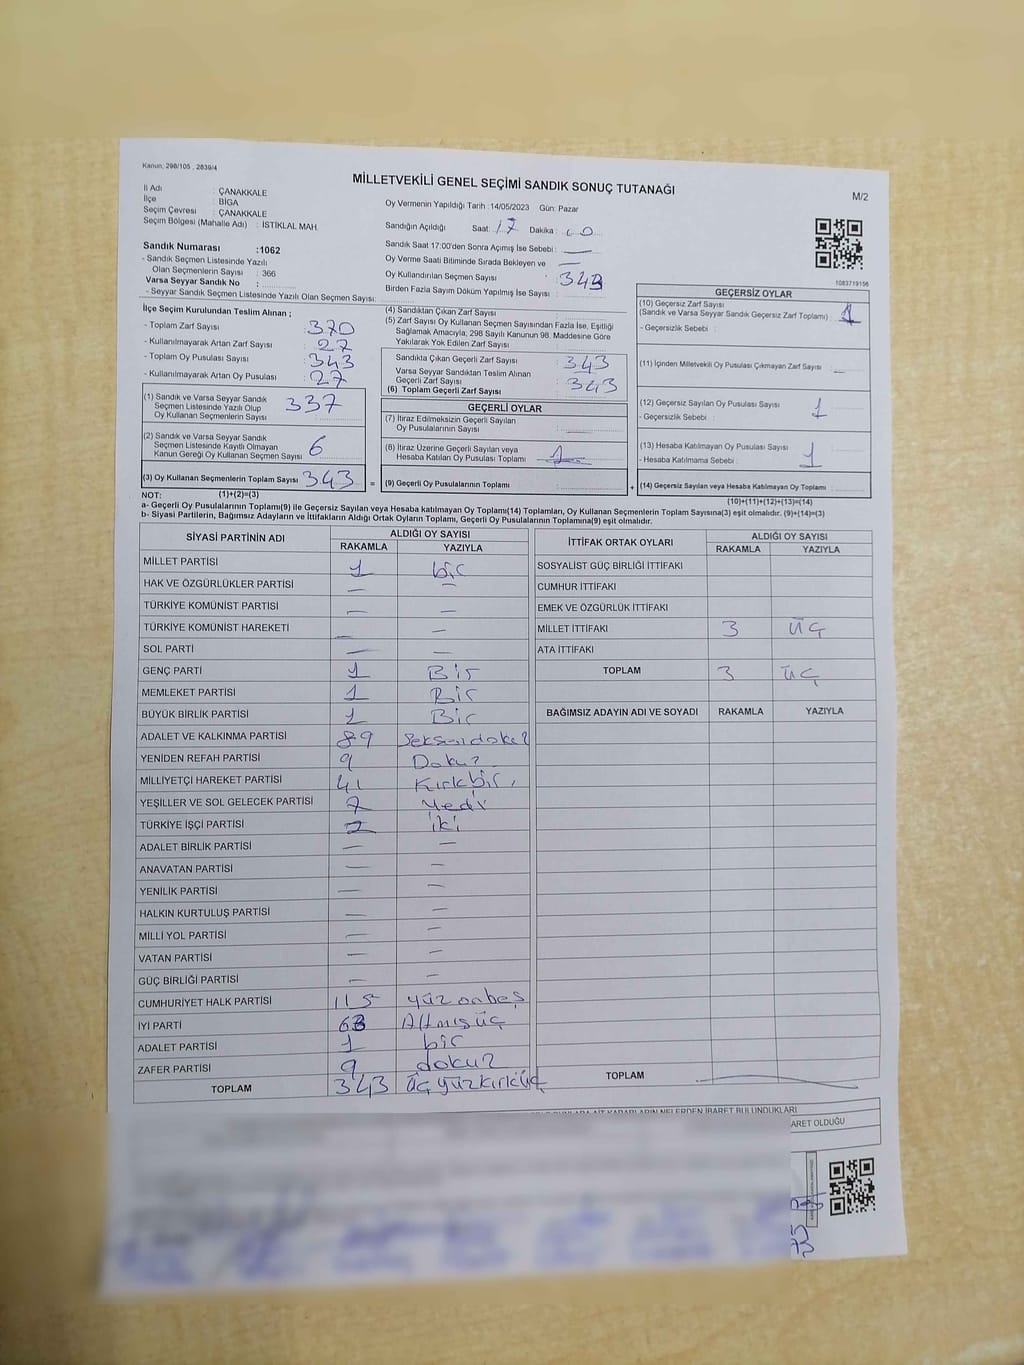 Kanun, 298/105 , 2839/4
MİLLETVEKİLİ GENEL SEÇİMİ SANDIK SONUÇ TUTANAĞI
M/2
İl Adı : ÇANAKKALE
İlçe : BİGA
Seçim Çevresi : ÇANAKKALE
Seçim Bölgesi (Mahalle Adı) : İSTİKLAL MAH.
Oy Vermenin Yapıldığı Tarih :14/05/2023 Gün: Pazar
Sandığın Açıldığı Saat: 17 Dakika :
Sandık Saat 17:00'den Sonra Açılmış İse Sebebi : —
Oy Verme Saati Bitiminde Sırada Bekleyen ve —
Oy Kullandırılan Seçmen Sayısı : 343
Birden Fazla Sayım Döküm Yapılmış İse Sayısı :
Sandık Numarası :1062
- Sandık Seçmen Listesinde Yazılı
Olan Seçmenlerin Sayısı : 366
Varsa Seyyar Sandık No :
- Seyyar Sandık Seçmen Listesinde Yazılı Olan Seçmen Sayısı:
1083719156
İlçe Seçim Kurulundan Teslim Alınan ;
- Toplam Zarf Sayısı : 370
- Kullanılmayarak Artan Zarf Sayısı : 27
- Toplam Oy Pusulası Sayısı : 343
- Kullanılmayarak Artan Oy Pusulası : 27
(1) Sandık ve Varsa Seyyar Sandık
Seçmen Listesinde Yazılı Olup
Oy Kullanan Seçmenlerin Sayısı 337
(2) Sandık ve Varsa Seyyar Sandık
Seçmen Listesinde Kayıtlı Olmayan
Kanun Gereği Oy Kullanan Seçmen Sayısı 6
(3) Oy Kullanan Seçmenlerin Toplam Sayısı 343
(4) Sandıktan Çıkan Zarf Sayısı :
(5) Zarf Sayısı Oy Kullanan Seçmen Sayısından Fazla İse, Eşitliği
Sağlamak Amacıyla, 298 Sayılı Kanunun 98. Maddesine Göre
Yakılarak Yok Edilen Zarf Sayısı :
Sandıkta Çıkan Geçerli Zarf Sayısı : 343
Varsa Seyyar Sandıktan Teslim Alınan
Geçerli Zarf Sayısı : 343
(6) Toplam Geçerli Zarf Sayısı :
GEÇERLİ OYLAR
(7) İtiraz Edilmeksizin Geçerli Sayılan
Oy Pusulalarının Sayısı :
(8) İtiraz Üzerine Geçerli Sayılan veya
Hesaba Katılan Oy Pusulası Toplamı : 1
= (9) Geçerli Oy Pusulalarının Toplamı :
GEÇERSİZ OYLAR
(10) Geçersiz Zarf Sayısı
(Sandık ve Varsa Seyyar Sandık Geçersiz Zarf Toplamı) : 1
- Geçersizlik Sebebi :
(11) İçinden Milletvekili Oy Pusulası Çıkmayan Zarf Sayısı : —
(12) Geçersiz Sayılan Oy Pusulası Sayısı : 1
- Geçersizlik Sebebi :
(13) Hesaba Katılmayan Oy Pusulası Sayısı : 1
- Hesaba Katılmama Sebebi :
+ (14) Geçersiz Sayılan veya Hesaba Katılmayan Oy Toplamı :
NOT: (1)+(2)=(3)
(10)+(11)+(12)+(13)=(14)
a- Geçerli Oy Pusulalarının Toplamı(9) ile Geçersiz Sayılan veya Hesaba katılmayan Oy Toplamı(14) Toplamları, Oy Kullanan Seçmenlerin Toplam Sayısına(3) eşit olmalıdır. (9)+(14)=(3)
b- Siyasi Partilerin, Bağımsız Adayların ve İttifakların Aldığı Ortak Oyların Toplamı, Geçerli Oy Pusulalarının Toplamına(9) eşit olmalıdır.
SİYASİ PARTİNİN ADI ALDIĞI OY SAYISI
RAKAMLA YAZIYLA
MİLLET PARTİSİ 1 bir
HAK VE ÖZGÜRLÜKLER PARTİSİ — —
TÜRKİYE KOMÜNİST PARTİSİ — —
TÜRKİYE KOMÜNİST HAREKETİ — —
SOL PARTİ — —
GENÇ PARTİ 1 Bir
MEMLEKET PARTİSİ 1 Bir
BÜYÜK BİRLİK PARTİSİ 1 Bir
ADALET VE KALKINMA PARTİSİ 89 Seksendokuz
YENİDEN REFAH PARTİSİ 9 Dokuz
MİLLİYETÇİ HAREKET PARTİSİ 41 Kırkbir
YEŞİLLER VE SOL GELECEK PARTİSİ 7 Yedi
TÜRKİYE İŞÇİ PARTİSİ 2 iki
ADALET BİRLİK PARTİSİ — —
ANAVATAN PARTİSİ — —
YENİLİK PARTİSİ — —
HALKIN KURTULUŞ PARTİSİ — —
MİLLİ YOL PARTİSİ — —
VATAN PARTİSİ — —
GÜÇ BİRLİĞİ PARTİSİ — —
CUMHURİYET HALK PARTİSİ 115 yüzonbeş
İYİ PARTİ 63 Altmışüç
ADALET PARTİSİ 1 bir
ZAFER PARTİSİ 9 dokuz
TOPLAM 343 üçyüzkırküç
İTTİFAK ORTAK OYLARI ALDIĞI OY SAYISI
RAKAMLA YAZIYLA
SOSYALİST GÜÇ BİRLİĞİ İTTİFAKI
CUMHUR İTTİFAKI
EMEK VE ÖZGÜRLÜK İTTİFAKI
MİLLET İTTİFAKI 3 üç
ATA İTTİFAKI
TOPLAM 3 üç
BAĞIMSIZ ADAYIN ADI VE SOYADI RAKAMLA YAZIYLA
TOPLAM
KARARLARIN NELERDEN İBARET BULUNDUKLARI
ARET OLDUĞU